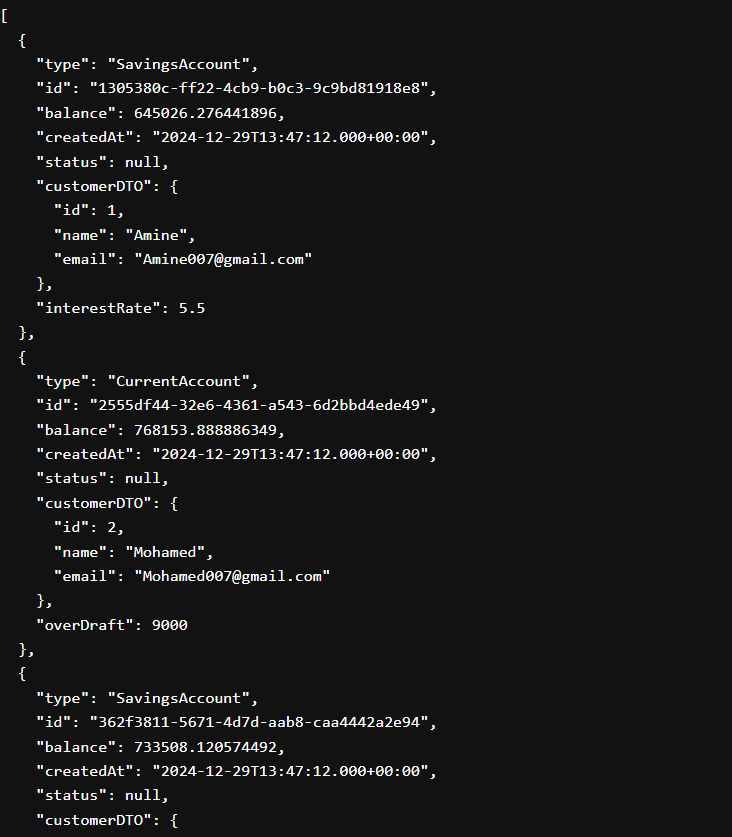 [
  {
    "type": "SavingsAccount",
    "id": "1305380c-ff22-4cb9-b0c3-9c9bd81918e8",
    "balance": 645026.276441896,
    "createdAt": "2024-12-29T13:47:12.000+00:00",
    "status": null,
    "customerDTO": {
      "id": 1,
      "name": "Amine",
      "email": "Amine007@gmail.com"
    },
    "interestRate": 5.5
  },
  {
    "type": "CurrentAccount",
    "id": "2555df44-32e6-4361-a543-6d2bbd4ede49",
    "balance": 768153.888886349,
    "createdAt": "2024-12-29T13:47:12.000+00:00",
    "status": null,
    "customerDTO": {
      "id": 2,
      "name": "Mohamed",
      "email": "Mohamed007@gmail.com"
    },
    "overDraft": 9000
  },
  {
    "type": "SavingsAccount",
    "id": "362f3811-5671-4d7d-aab8-caa4442a2e94",
    "balance": 733508.120574492,
    "createdAt": "2024-12-29T13:47:12.000+00:00",
    "status": null,
    "customerDTO": {